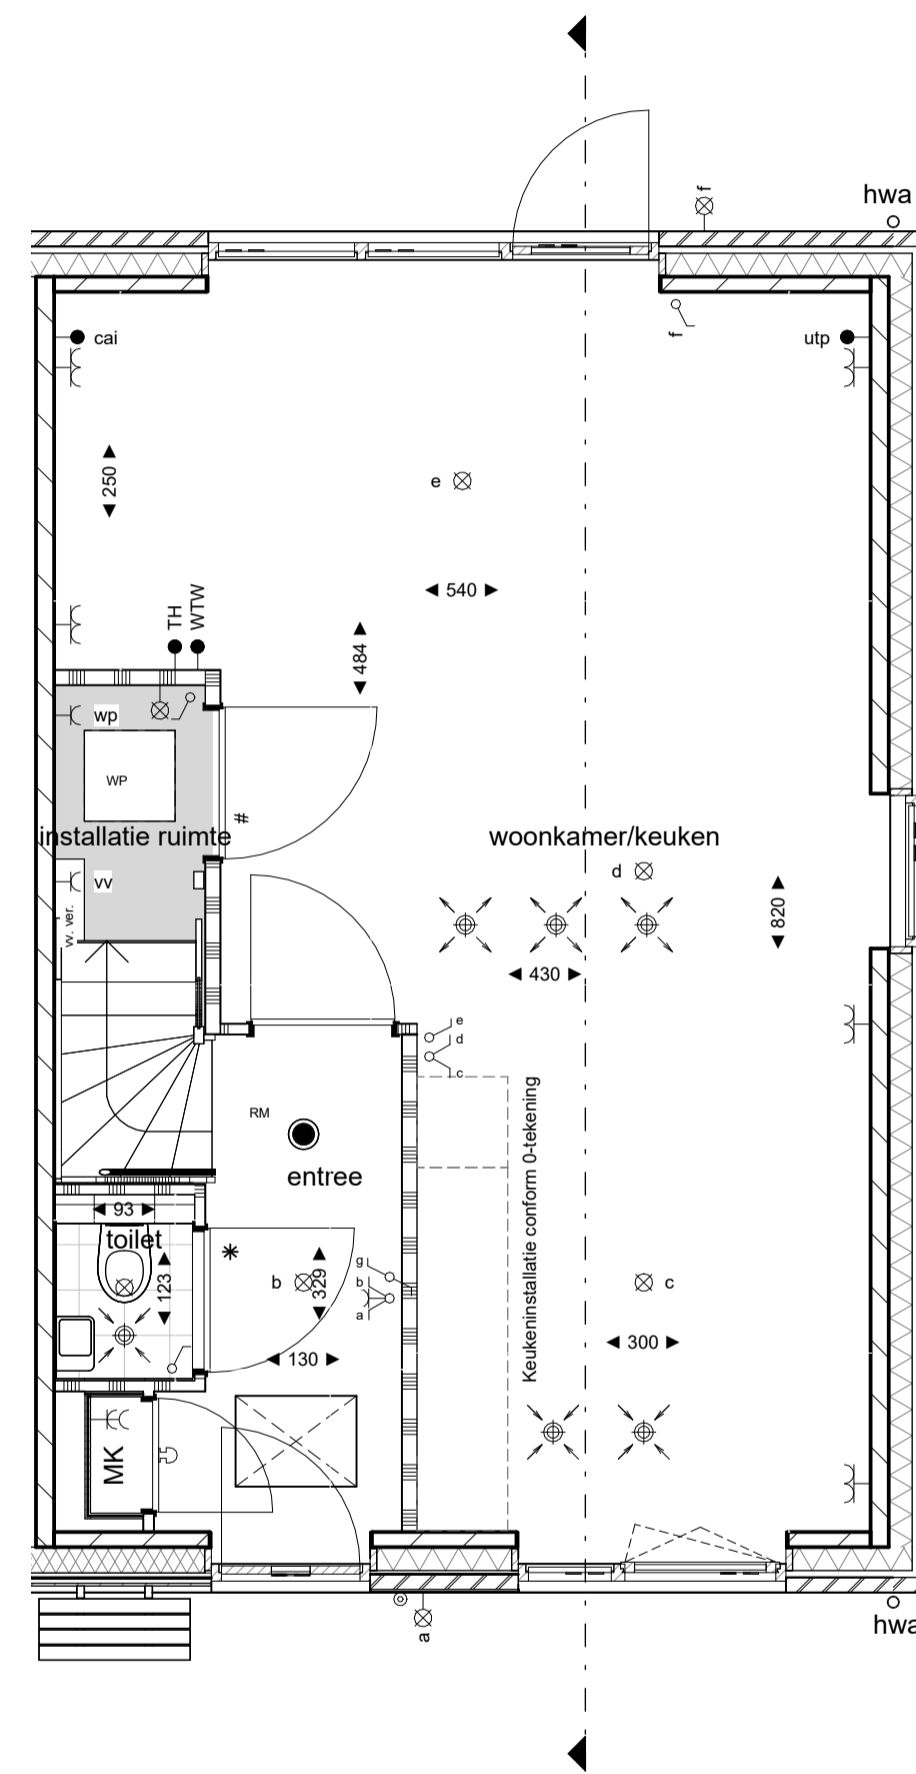 f
hwa
f
cai
utp
250
e
540
TH
WTW
484
wp
WP
#
installatie ruimte
woonkamer/keuken
d
vv
vv. ver.
820
430
e
d
c
RM
Keukeninstallatie conform 0-tekening
entree
93
toilet
*
123
b
329
g
b
a
c
130
300
MK
a
hwa